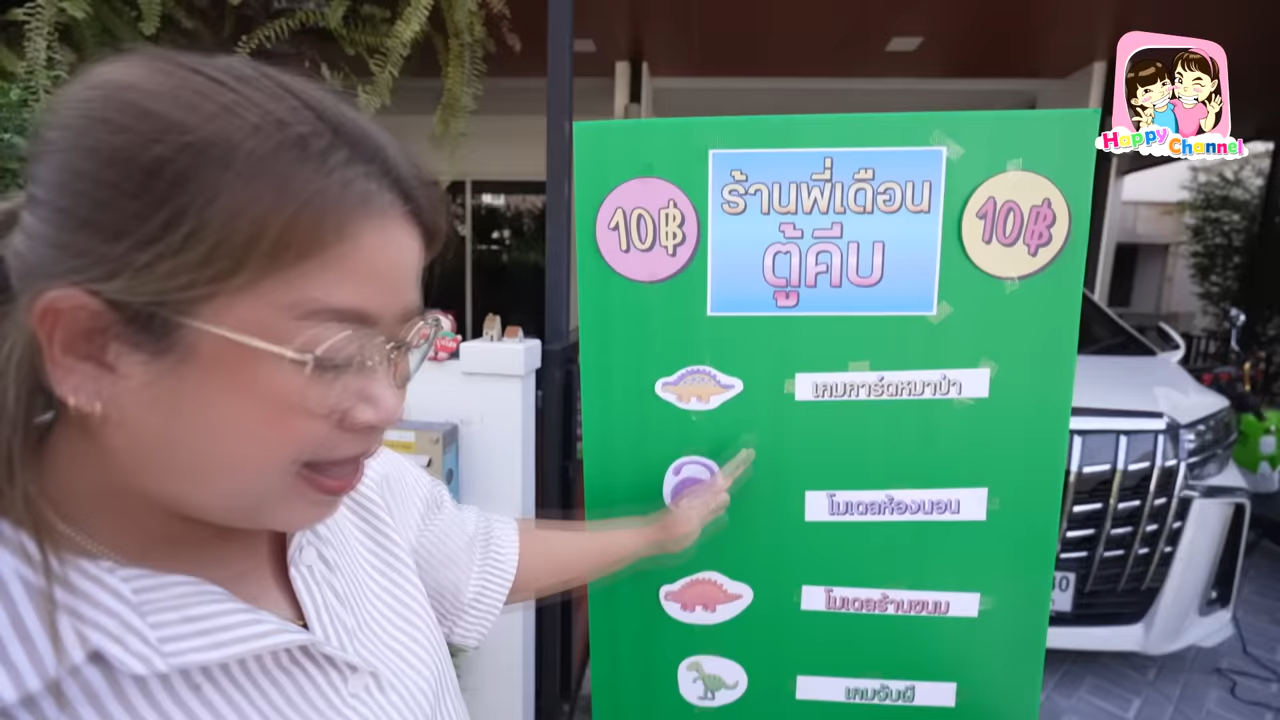 Happy Channel
ร้านพี่เดือน
ตู้คีบ
10฿
10฿
เกมการ์ดหมาป่า
โมเดลห้องนอน
โมเดลร้านขนม
เกมจับผี